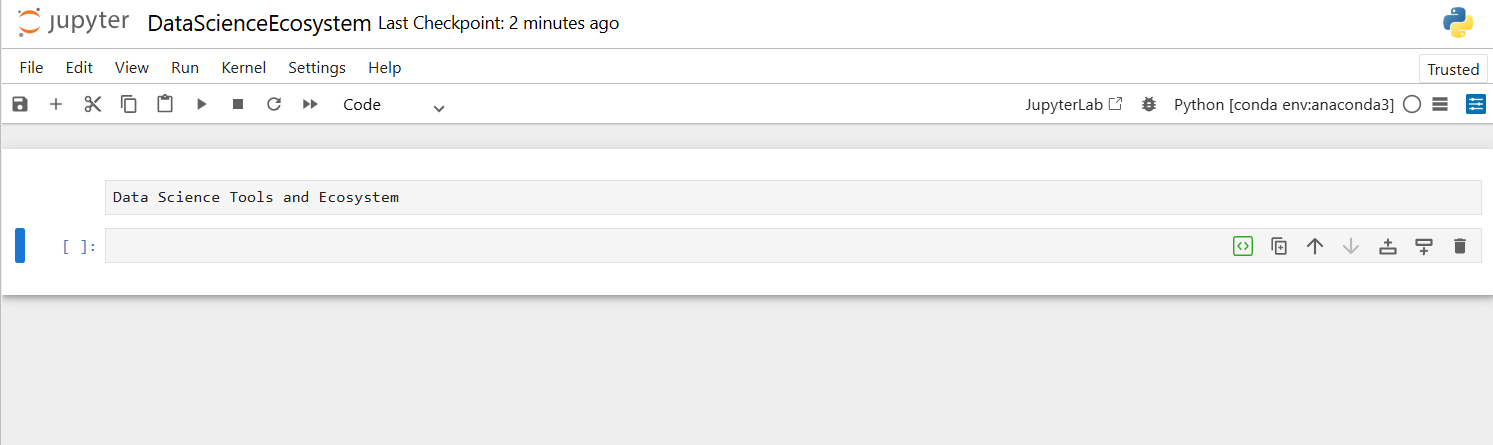 jupyter DataScienceEcosystem Last Checkpoint: 2 minutes ago
File Edit View Run Kernel Settings Help Trusted
Code JupyterLab Python [conda env:anaconda3]
Data Science Tools and Ecosystem
[ ]: